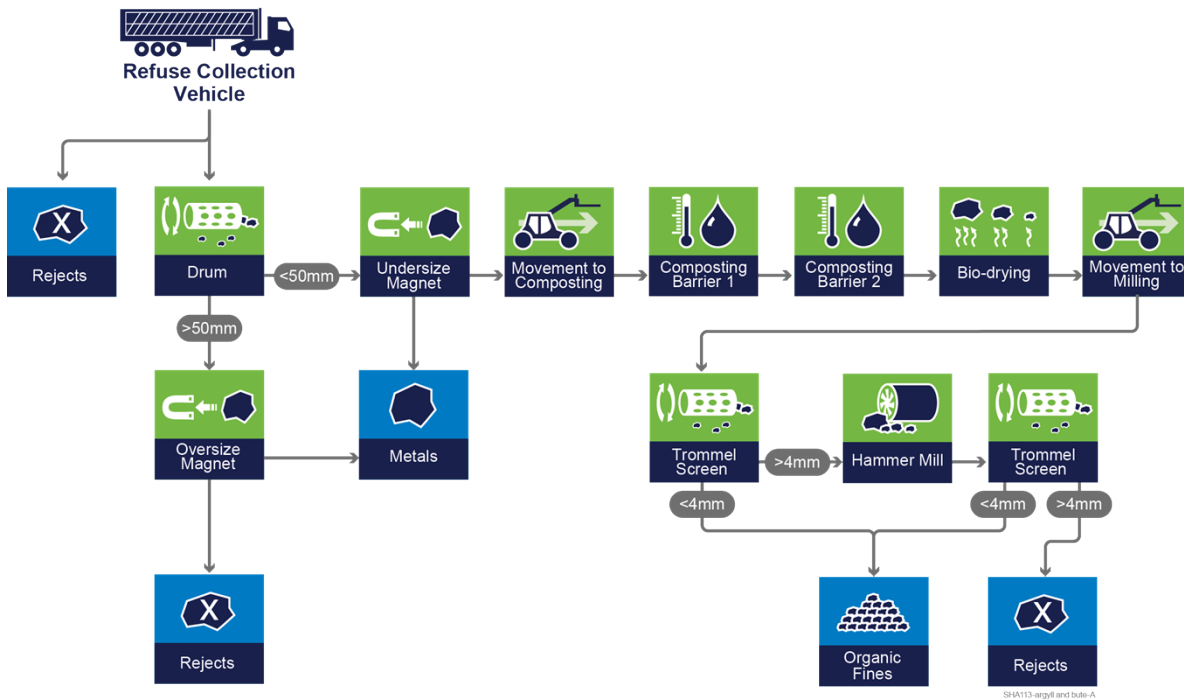 Refuse Collection
Vehicle
X
Rejects
Drum
<50mm
Undersize
Magnet
Movement to
Composting
Composting
Barrier 1
Composting
Barrier 2
Bio-drying
Movement to
Milling
>50mm
Oversize
Magnet
Metals
Trommel
Screen
>4mm
Hammer Mill
Trommel
Screen
<4mm
<4mm
>4mm
X
Rejects
Organic
Fines
X
Rejects
SHA113-argyll and bute-A